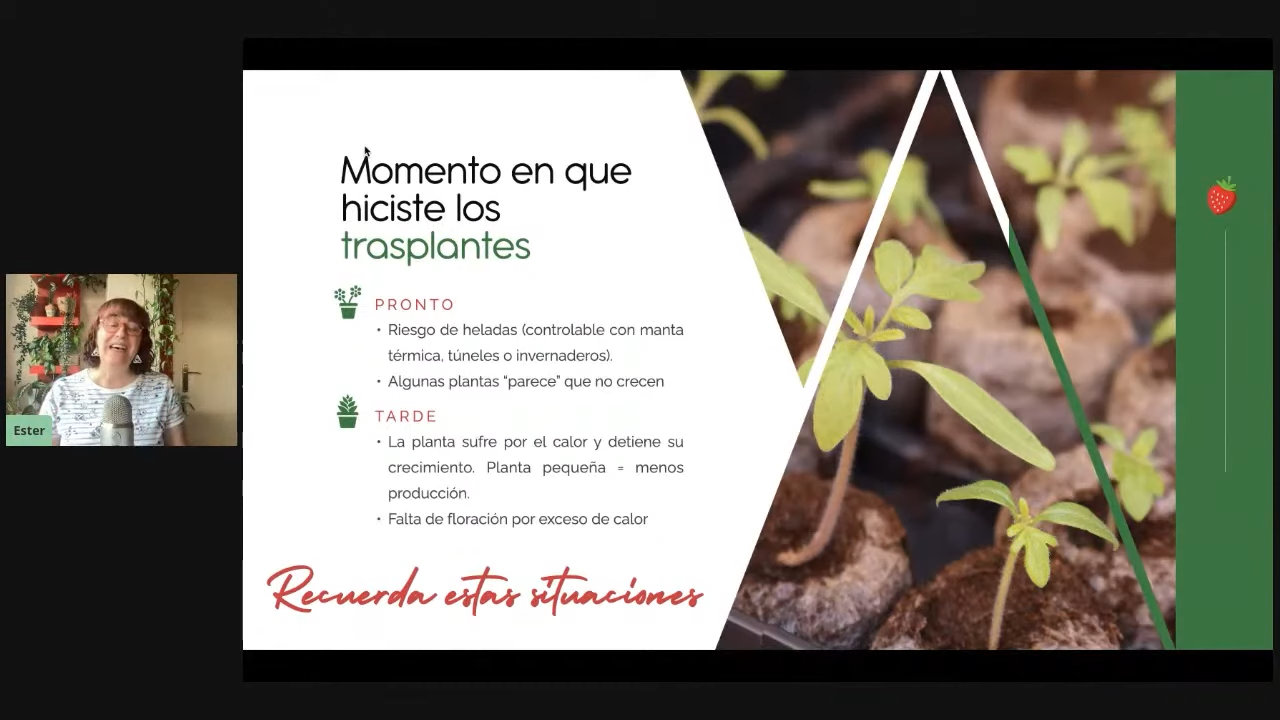 Momento en que
hiciste los
trasplantes
PRONTO
• Riesgo de heladas (controlable con manta
térmica, túneles o invernaderos).
• Algunas plantas “parece” que no crecen
TARDE
• La planta sufre por el calor y detiene su
crecimiento. Planta pequeña = menos
producción.
• Falta de floración por exceso de calor
Recuerda estas situaciones
Ester